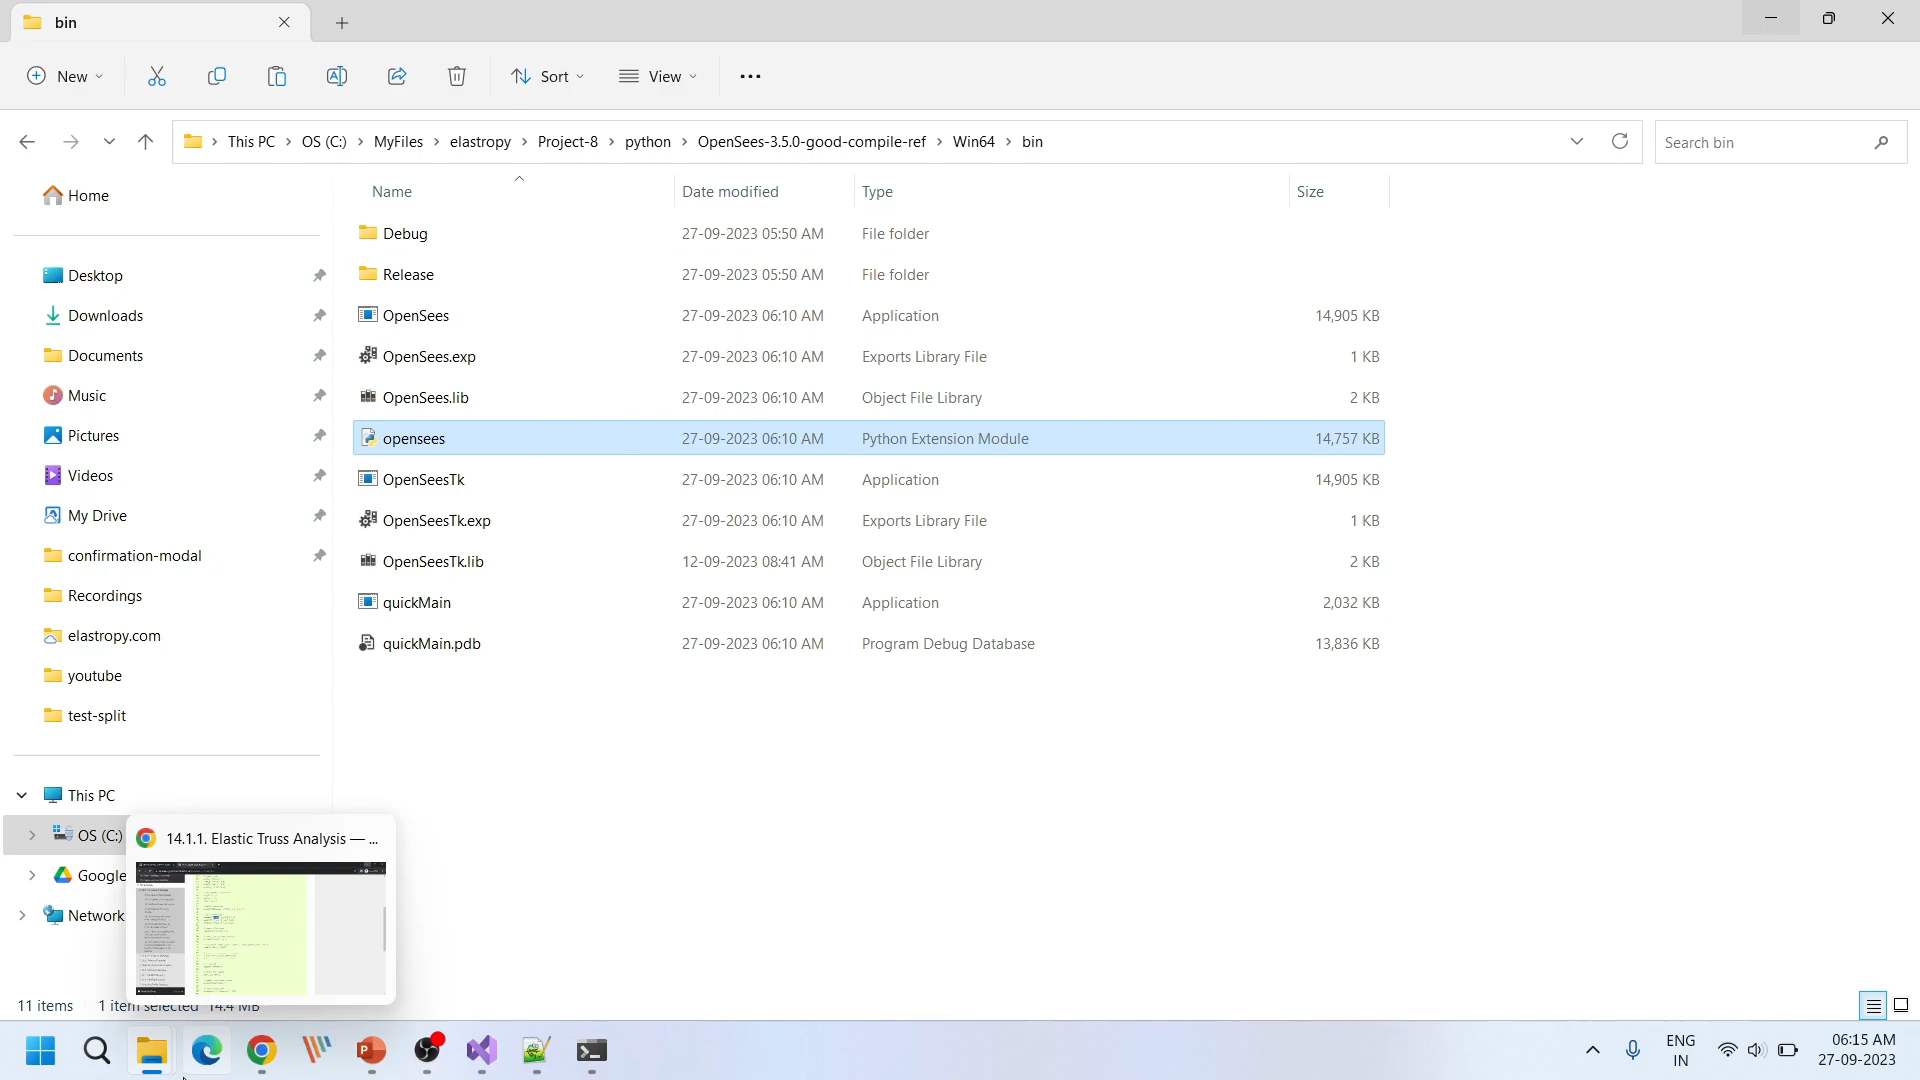 bin
New
Sort
View
This PC
OS (C:)
MyFiles
elastropy
Project-8
python
OpenSees-3.5.0-good-compile-ref
Win64
bin
Search bin
Home
Desktop
Downloads
Documents
Music
Pictures
Videos
My Drive
confirmation-modal
Recordings
elastropy.com
youtube
test-split
This PC
OS (C:)
Google
Network
Name Date modified Type Size
Debug 27-09-2023 05:50 AM File folder
Release 27-09-2023 05:50 AM File folder
OpenSees 27-09-2023 06:10 AM Application 14,905 KB
OpenSees.exp 27-09-2023 06:10 AM Exports Library File 1 KB
OpenSees.lib 27-09-2023 06:10 AM Object File Library 2 KB
opensees 27-09-2023 06:10 AM Python Extension Module 14,757 KB
OpenSeesTk 27-09-2023 06:10 AM Application 14,905 KB
OpenSeesTk.exp 27-09-2023 06:10 AM Exports Library File 1 KB
OpenSeesTk.lib 12-09-2023 08:41 AM Object File Library 2 KB
quickMain 27-09-2023 06:10 AM Application 2,032 KB
quickMain.pdb 27-09-2023 06:10 AM Program Debug Database 13,836 KB
14.1.1. Elastic Truss Analysis — ...
11 items 1 item selected 14.4 MB
ENG
IN
06:15 AM
27-09-2023